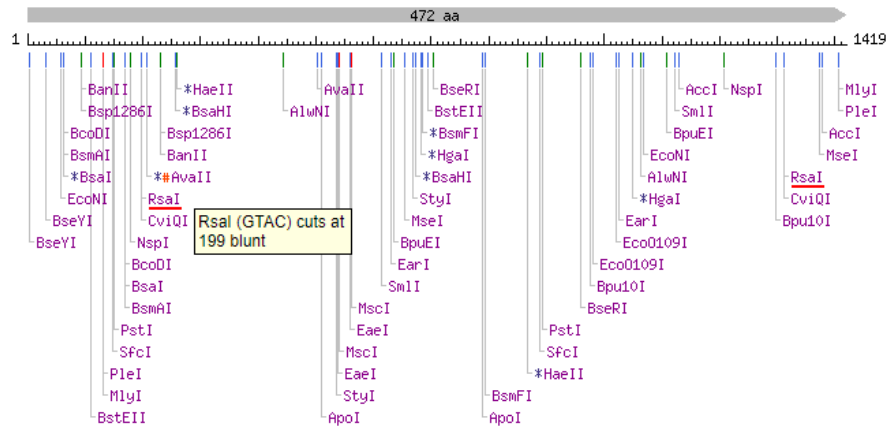 472 aa
1 1419
BanII *HaeII AvaII BseRI AccI NspI MlyI
Bsp1286I *BsaHI AlwNI BstEII SmlI PleI
BcoDI Bsp1286I *BsmFI BpuEI AccI
BsmAI BanII *HgaI EcoNI MseI
*BsaI *#AvaII *BsaHI AlwNI RsaI
EcoNI RsaI StyI *HgaI CviQI
BseYI CviQI RsaI (GTAC) cuts at MseI EarI Bpu10I
BseYI NspI 199 blunt BpuEI EcoO109I
BcoDI EarI EcoO109I
BsaI SmlI Bpu10I
BsmAI MscI BseRI
PstI EaeI PstI
SfcI MscI SfcI
PleI EaeI *HaeII
MlyI StyI BsmFI
BstEII ApoI ApoI